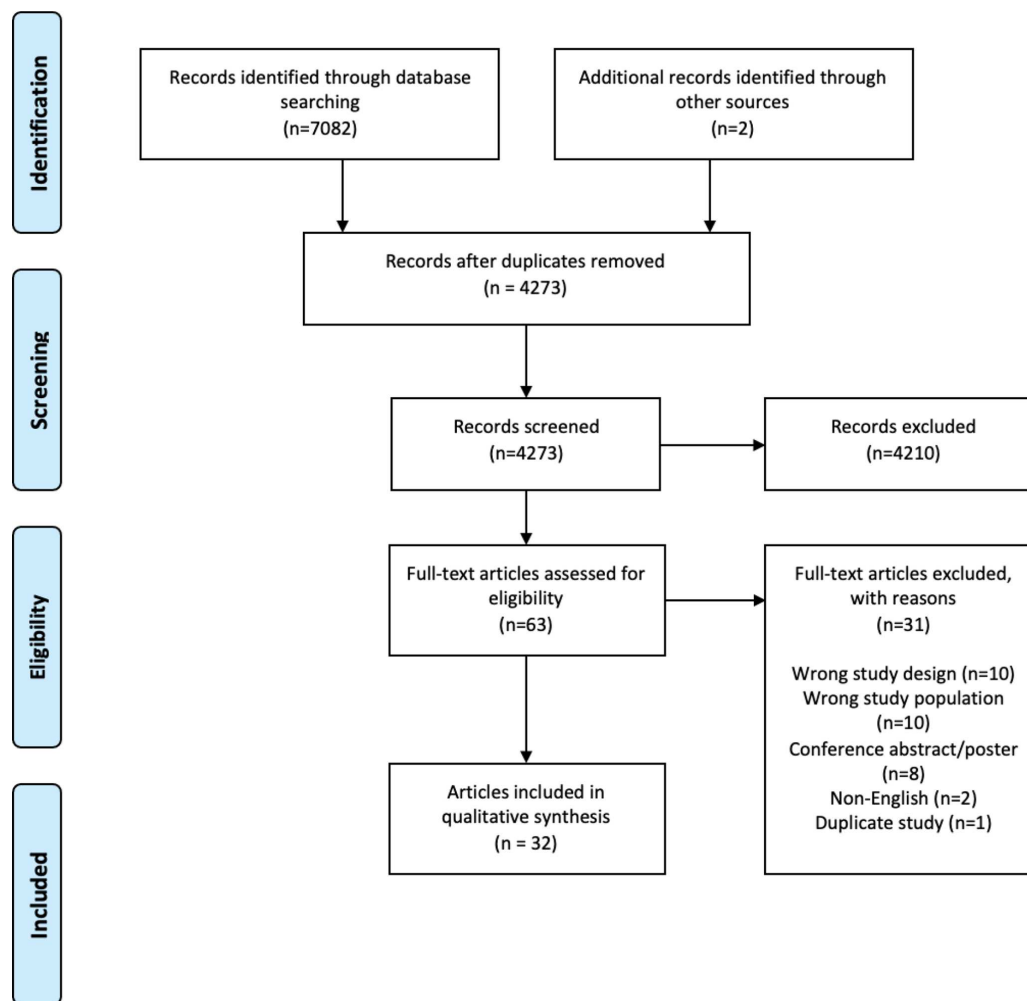 Identification
Records identified through database
searching
(n=7082)
Additional records identified through
other sources
(n=2)
Records after duplicates removed
(n = 4273)
Screening
Records screened
(n=4273)
Records excluded
(n=4210)
Eligibility
Full-text articles assessed for
eligibility
(n=63)
Full-text articles excluded,
with reasons
(n=31)
Wrong study design (n=10)
Wrong study population
(n=10)
Conference abstract/poster
(n=8)
Non-English (n=2)
Duplicate study (n=1)
Included
Articles included in
qualitative synthesis
(n = 32)